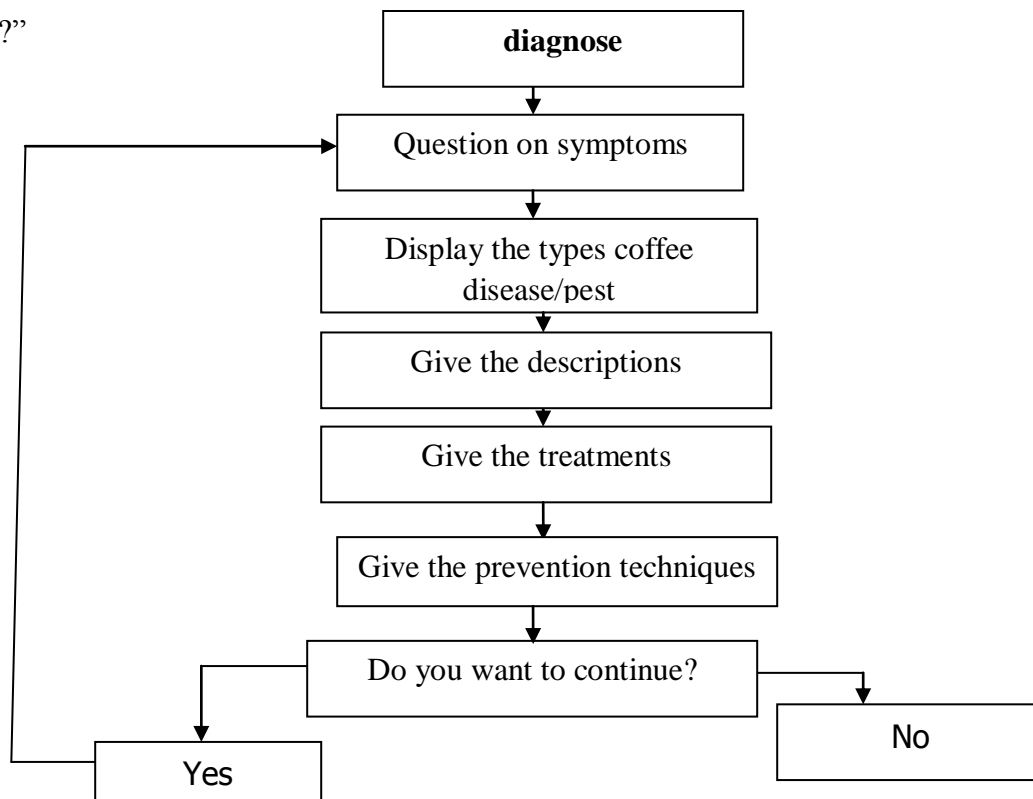 ?”
diagnose
Question on symptoms
Display the types coffee
disease/pest
Give the descriptions
Give the treatments
Give the prevention techniques
Do you want to continue?
Yes
No